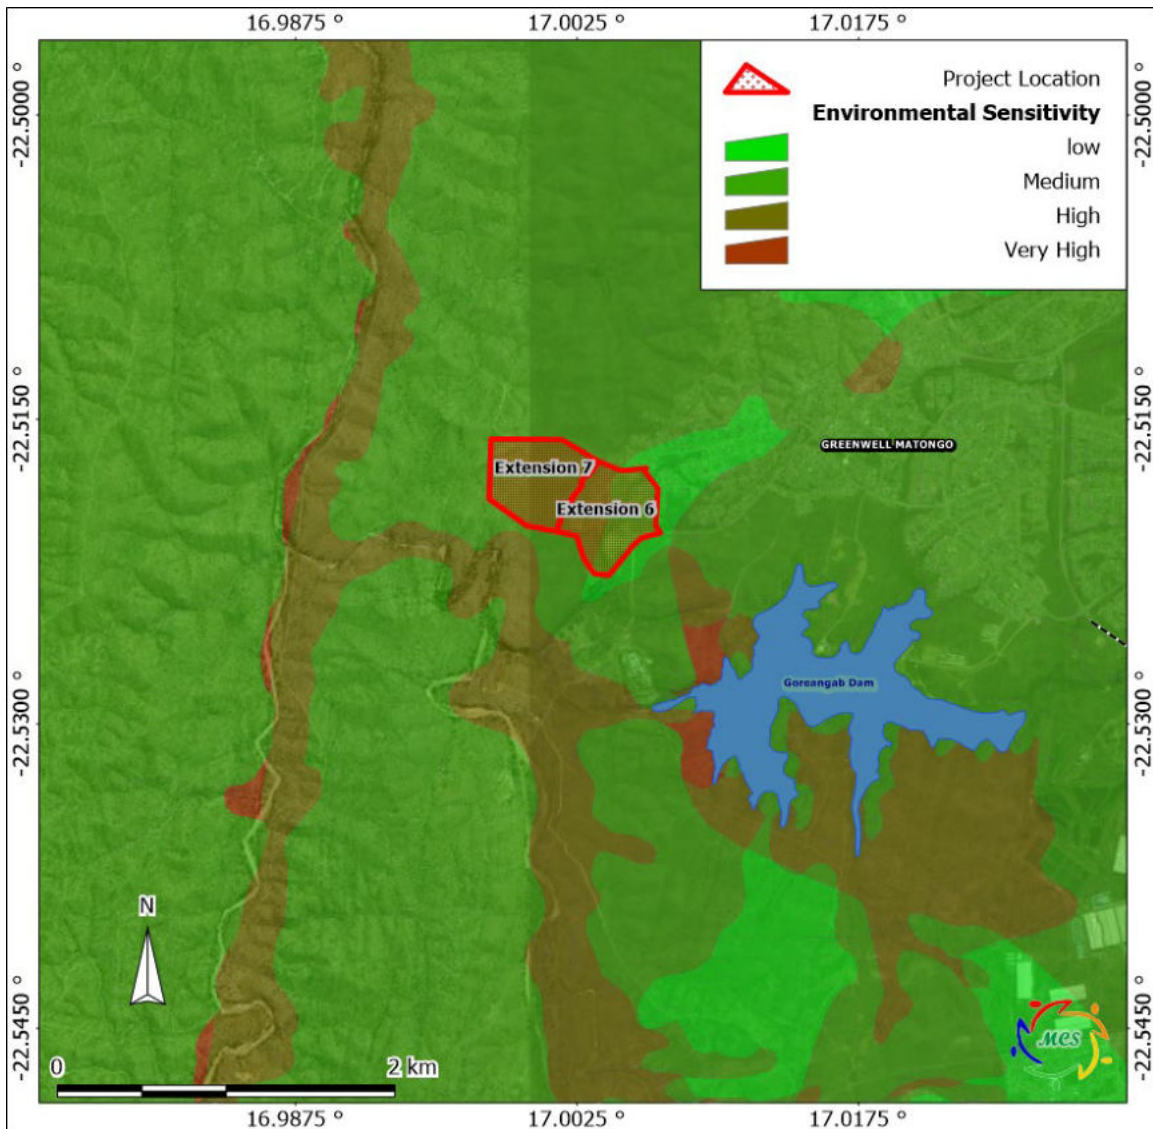 16.9875 °
17.0025 °
17.0175 °
-22.5000 °
-22.5000 °
Project Location
Environmental Sensitivity
low
Medium
High
Very High
-22.5150 °
-22.5150 °
GREENWELL MATONGO
Extension 7
Extension 6
Goreangab Dam
-22.5300 °
-22.5300 °
N
-22.5450 °
-22.5450 °
MCS
0
2 km
16.9875 °
17.0025 °
17.0175 °